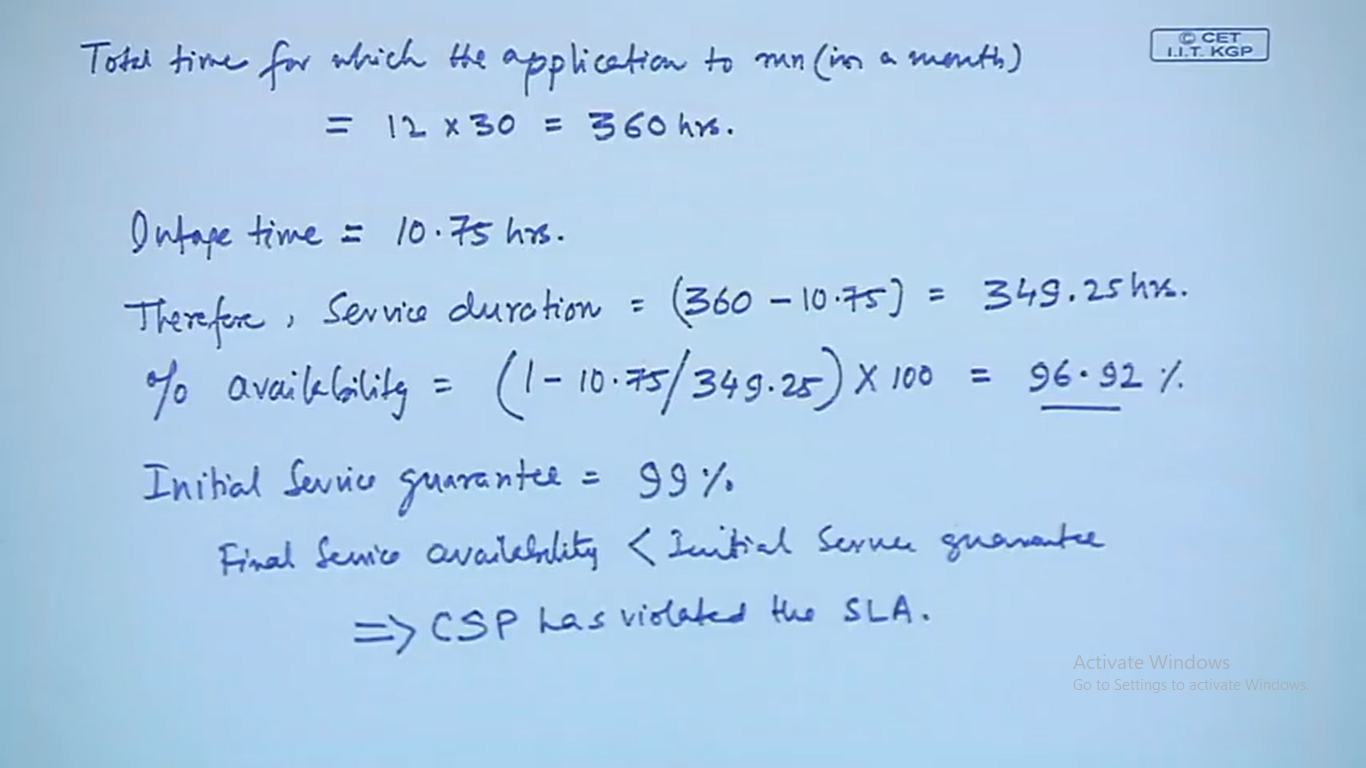 Total time for which the application to run (in a month)
© CET
I.I.T. KGP
= 12 x 30 = 360 hrs.
Outage time = 10.75 hrs.
Therefore, Service duration = (360 - 10.75) = 349.25 hrs.
% availability = (1 - 10.75/349.25) X 100 = 96.92 %
Initial Service guarantee = 99%.
Final Service availability < Initial Service guarantee
=> CSP has violated the SLA.
Activate Windows
Go to Settings to activate Windows.